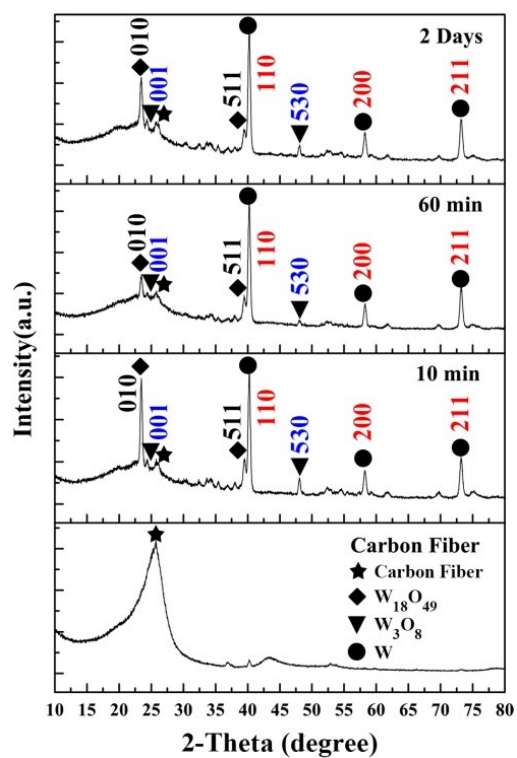 2 Days
010
001
511
110
530
200
211
60 min
010
001
511
110
530
200
211
10 min
010
001
511
110
530
200
211
Carbon Fiber
Carbon Fiber
W18O49
W3O8
W
Intensity(a.u.)
10 15 20 25 30 35 40 45 50 55 60 65 70 75 80
2-Theta (degree)